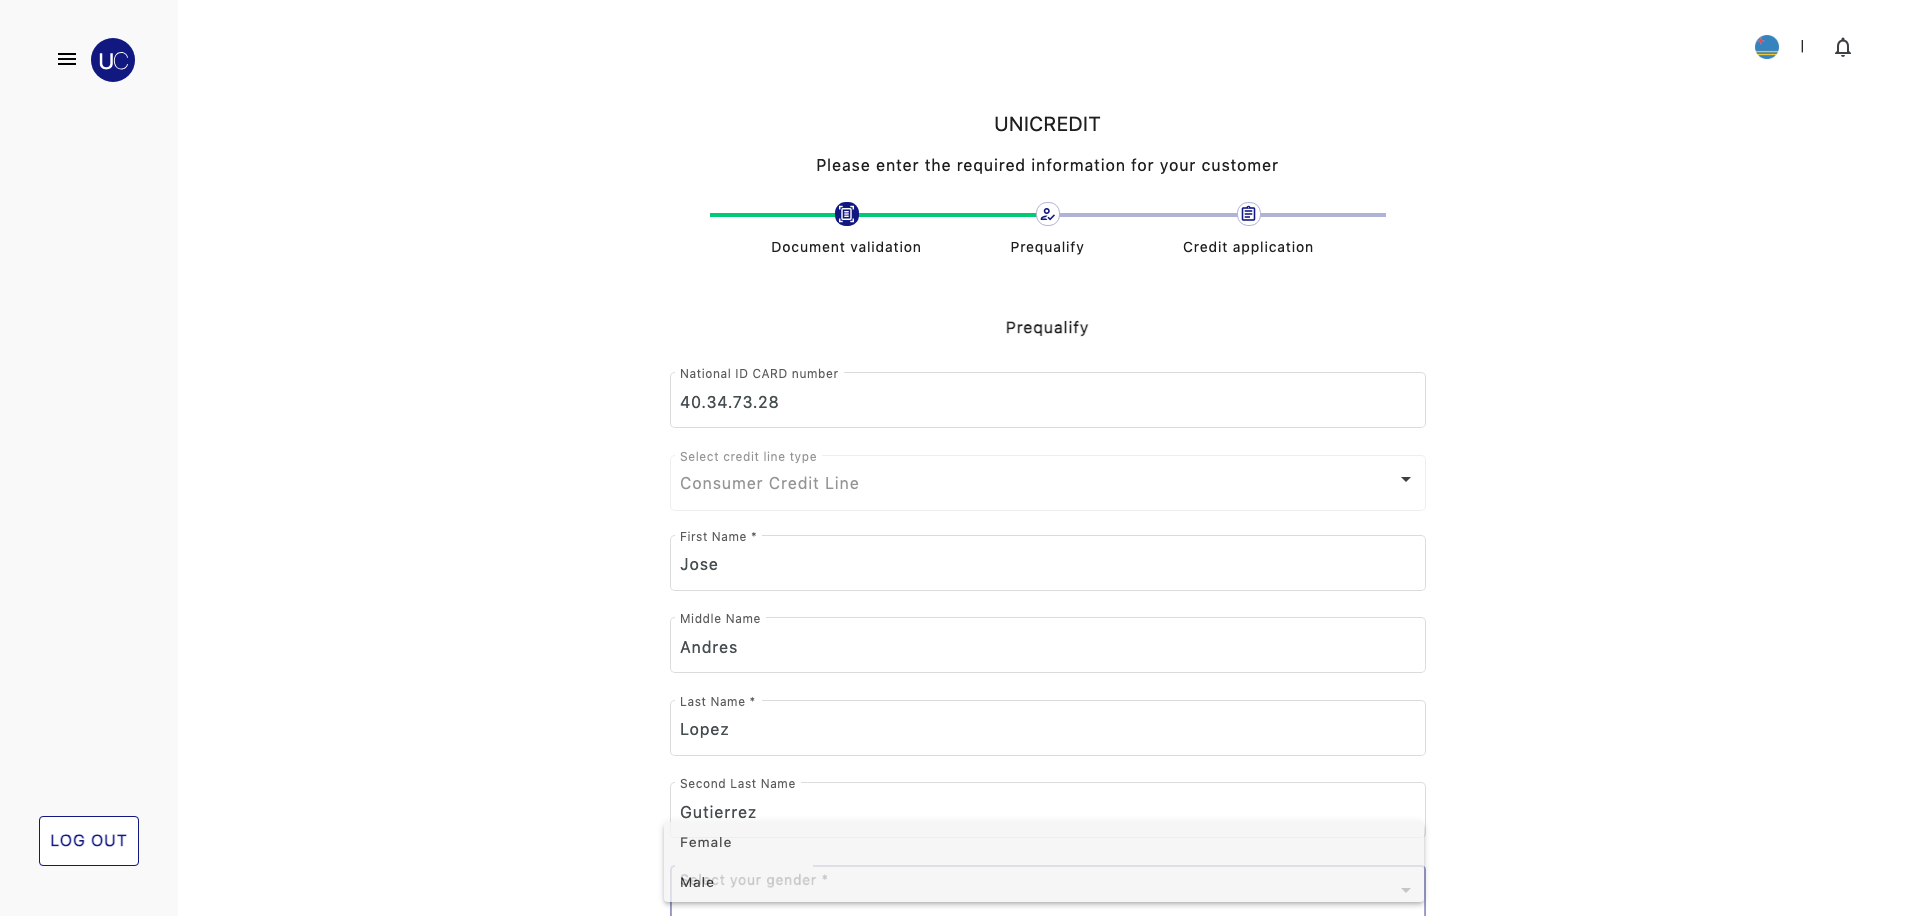 UC
UNICREDIT
Please enter the required information for your customer
Document validation
Prequalify
Credit application
Prequalify
National ID CARD number
40.34.73.28
Select credit line type
Consumer Credit Line
First Name *
Jose
Middle Name
Andres
Last Name *
Lopez
Second Last Name
Gutierrez
Female
Select your gender *
Male
LOG OUT